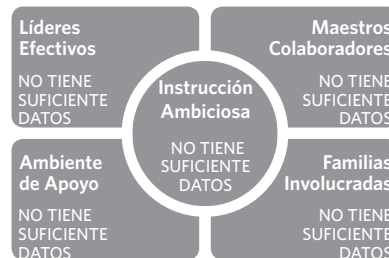 Líderes
Efectivos
NO TIENE
SUFICIENTE
DATOS
Maestros
Colaboradores
NO TIENE
SUFICIENTE
DATOS
Instrucción
Ambiciosa
NO TIENE
SUFICIENTE
DATOS
Ambiente
de Apoyo
NO TIENE
SUFICIENTE
DATOS
Familias
Involucradas
NO TIENE
SUFICIENTE
DATOS